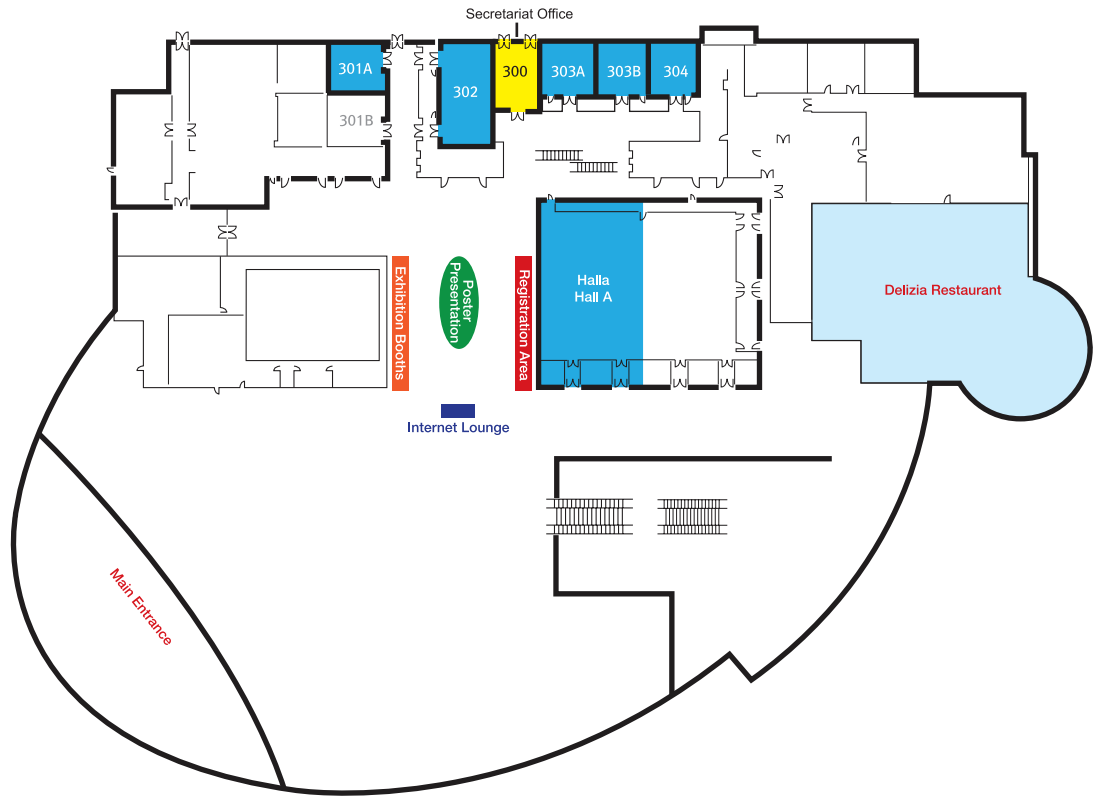 Secretariat Office
301A
302
300
303A
303B
304
301B
Exhibition Booths
Poster
Presentation
Registration Area
Halla
Hall A
Delizia Restaurant
Internet Lounge
Main Entrance